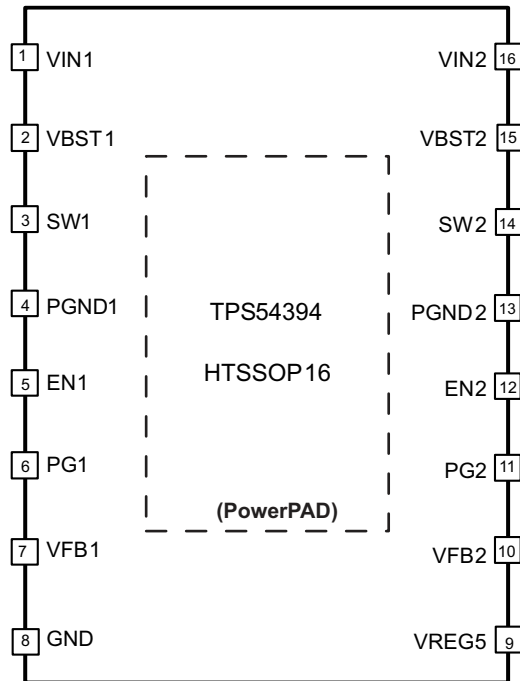 1 VIN1 VIN2 16
2 VBST1 VBST2 15
3 SW1 SW2 14
4 PGND1 PGND2 13
TPS54394
5 EN1 EN2 12
HTSSOP16
6 PG1 PG2 11
(PowerPAD)
7 VFB1 VFB2 10
8 GND VREG5 9